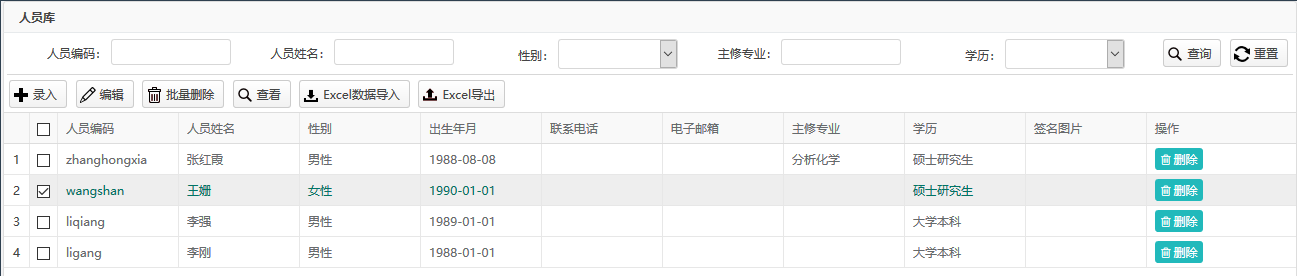 人员库
人员编码： 人员姓名： 性别： 主修专业： 学历： 查询 重置
录入 编辑 批量删除 查看 Excel数据导入 Excel导出
人员编码 人员姓名 性别 出生年月 联系电话 电子邮箱 主修专业 学历 签名图片 操作
1 zhanghongxia 张红霞 男性 1988-08-08 分析化学 硕士研究生 删除
2 wangshan 王姗 女性 1990-01-01 硕士研究生 删除
3 liqiang 李强 男性 1989-01-01 大学本科 删除
4 ligang 李刚 男性 1988-01-01 大学本科 删除